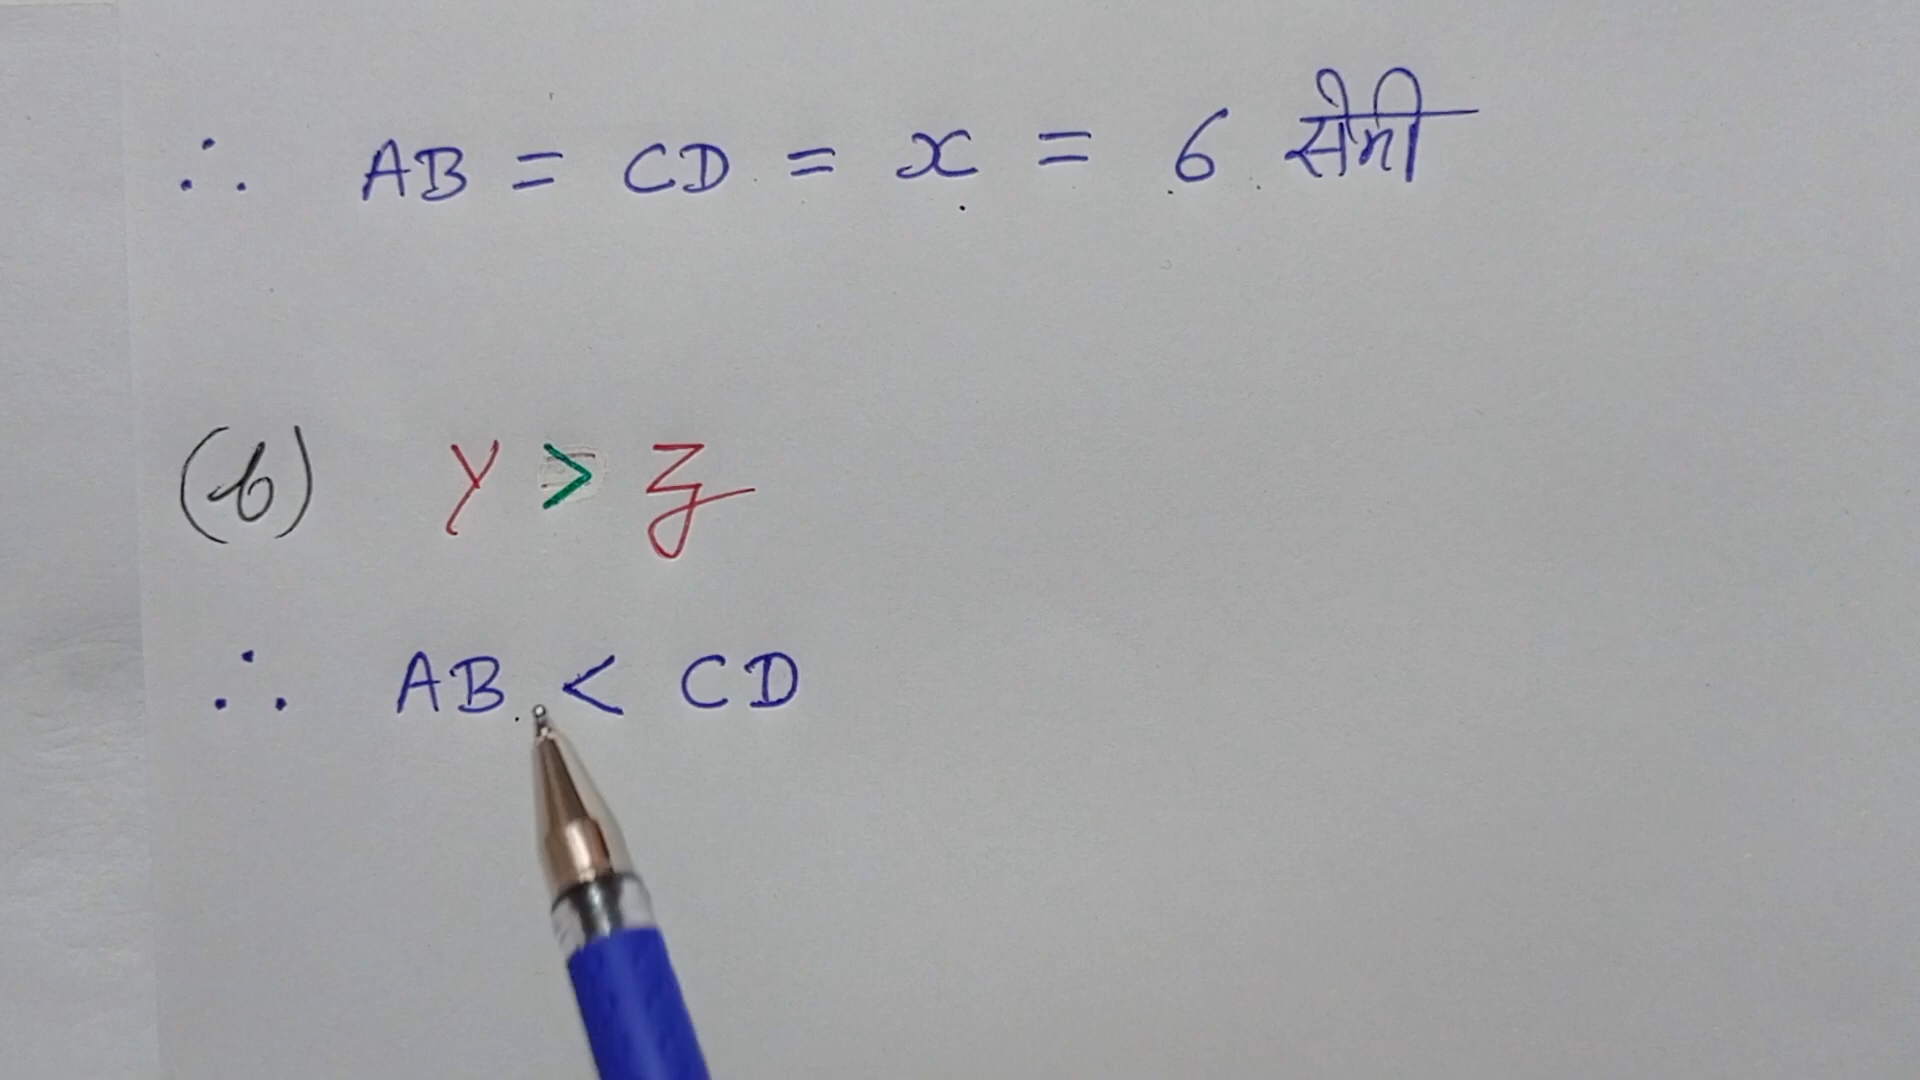 ∴ AB = CD = x = 6 सेमी
(b) y > z
∴ AB < CD